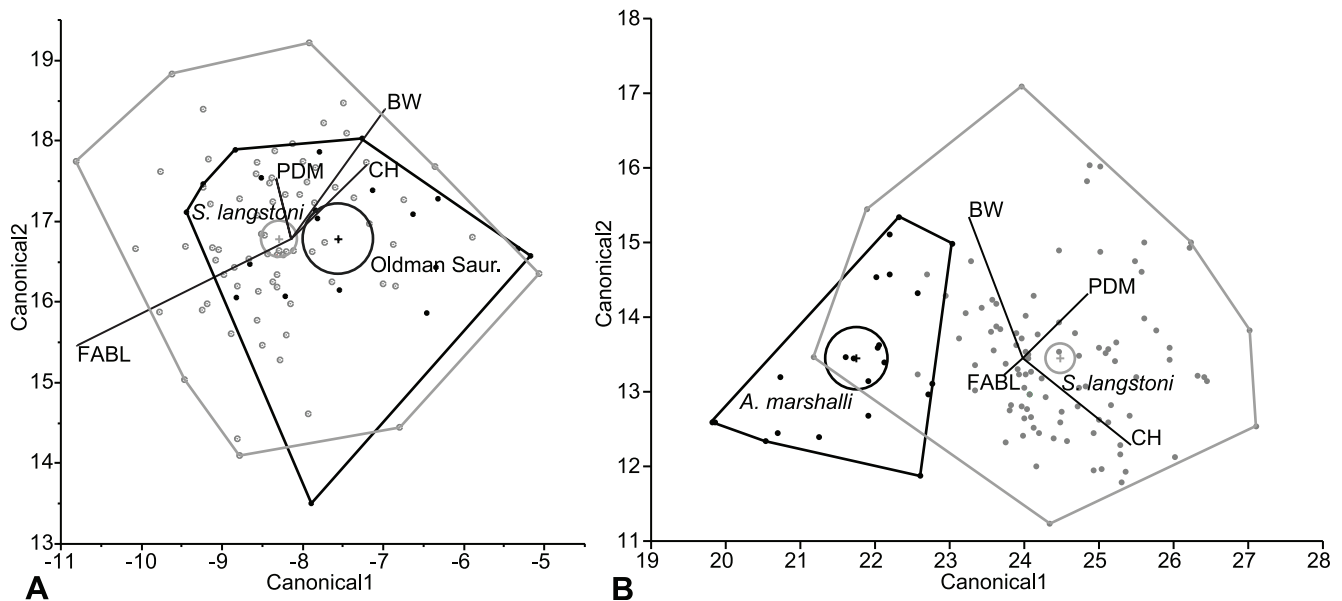 19
18
17
16
15
14
13
-11
-10
-9
-8
-7
-6
-5
Canonical2
Canonical1
BW
PDM
CH
S. langstoni
Oldman Saur.
FABL
A
18
17
16
15
14
13
12
11
19
20
21
22
23
24
25
26
27
28
Canonical2
Canonical1
BW
PDM
FABL
S. langstoni
A. marshalli
CH
B